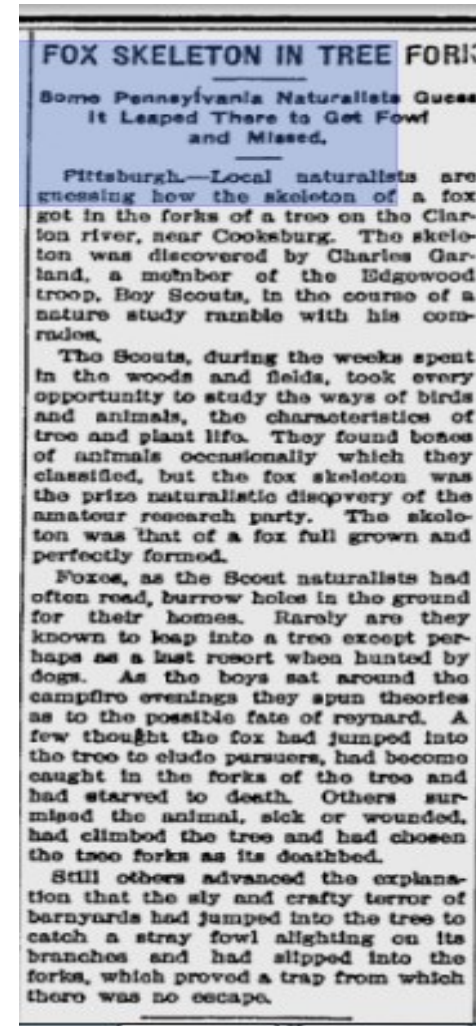 FOX SKELETON IN TREE FORK
Some Pennsylvania Naturalists Guess
It Leaped There to Get Fowl
and Missed.
Pittsburgh.—Local naturalists are
guessing how the skeleton of a fox
got in the forks of a tree on the Clar-
ion river, near Cooksburg. The skele-
ton was discovered by Charles Gar-
land, a member of the Edgewood
troop, Boy Scouts, in the course of a
nature study ramble with his com-
rades.
The Scouts, during the weeks spent
in the woods and fields, took every
opportunity to study the ways of birds
and animals, the characteristics of
tree and plant life. They found bones
of animals occasionally which they
classified, but the fox skeleton was
the prize naturalistic discovery of the
amateur research party. The skele-
ton was that of a fox full grown and
perfectly formed.
Foxes, as the Scout naturalists had
often read, burrow holes in the ground
for their homes. Rarely are they
known to leap into a tree except per-
haps as a last resort when hunted by
dogs. As the boys sat around the
campfire evenings they spun theories
as to the possible fate of reynard. A
few thought the fox had jumped into
the tree to elude pursuers, had become
caught in the forks of the tree and
had starved to death. Others sur-
mised the animal, sick or wounded,
had climbed the tree and had chosen
the tree forks as its deathbed.
Still others advanced the explana-
tion that the sly and crafty terror of
barnyards had jumped into the tree to
catch a stray fowl alighting on its
branches and had slipped into the
forks, which proved a trap from which
there was no escape.